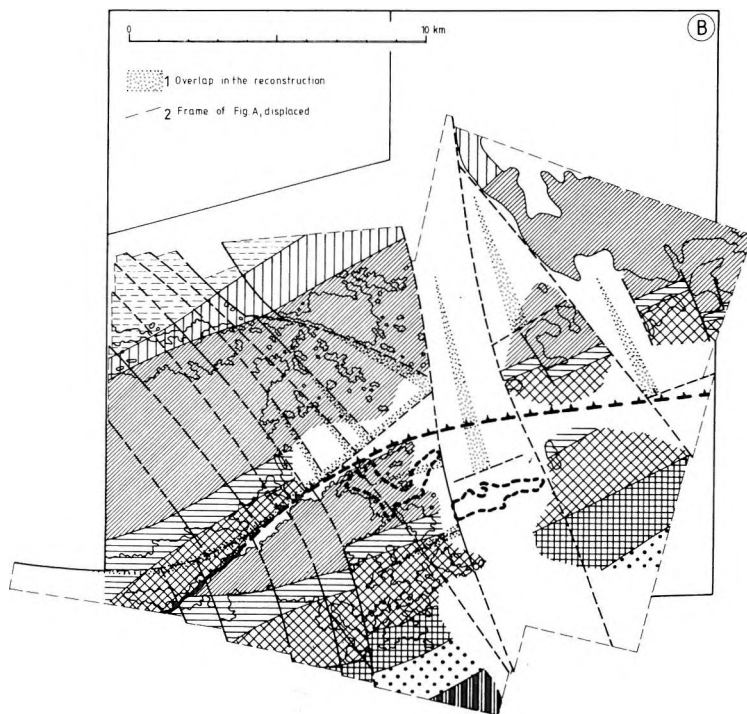 0 10 km
B
1 Overlap in the reconstruction
2 Frame of Fig. A, displaced